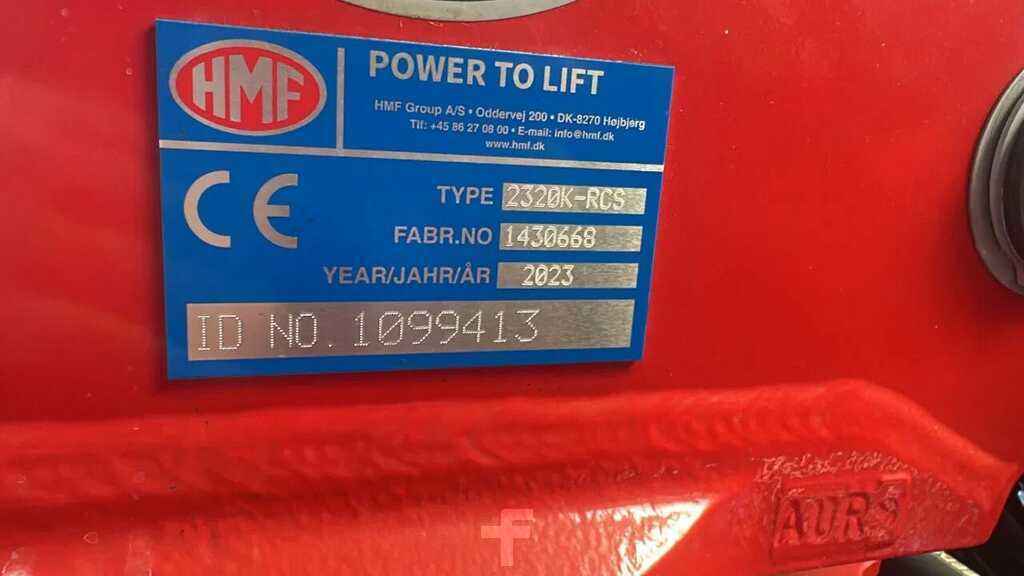 HMF
POWER TO LIFT
HMF Group A/S • Oddervej 200 • DK-8270 Højbjerg
Tlf: +45 86 27 08 00 • E-mail: info@hmf.dk
www.hmf.dk
CE
TYPE 2320K-RCS
FABR.NO 1430668
YEAR/JAHR/ÅR 2023
ID NO. 1099413